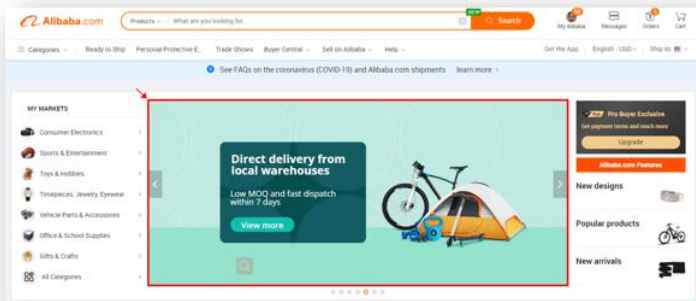 Alibaba.com
Products
What are you looking for
NEW
Search
My Alibaba
Messages
Orders
Cart
Categories
Ready to Ship
Personal Protective E...
Trade Shows
Buyer Central
Sell on Alibaba
Help
Get the App
English - USD
Ship to:
See FAQs on the coronavirus (COVID-19) and Alibaba.com shipments learn more
MY MARKETS
Consumer Electronics
Sports & Entertainment
Toys & Hobbies
Timepieces, Jewelry, Eyewear
Vehicle Parts & Accessories
Office & School Supplies
Gifts & Crafts
All Categories
Direct delivery from
local warehouses
Low MOQ and fast dispatch
within 7 days
View more
Pro Buyer Exclusive
Get payment terms and much more
Upgrade
Alibaba.com Features
New designs
Popular products
New arrivals